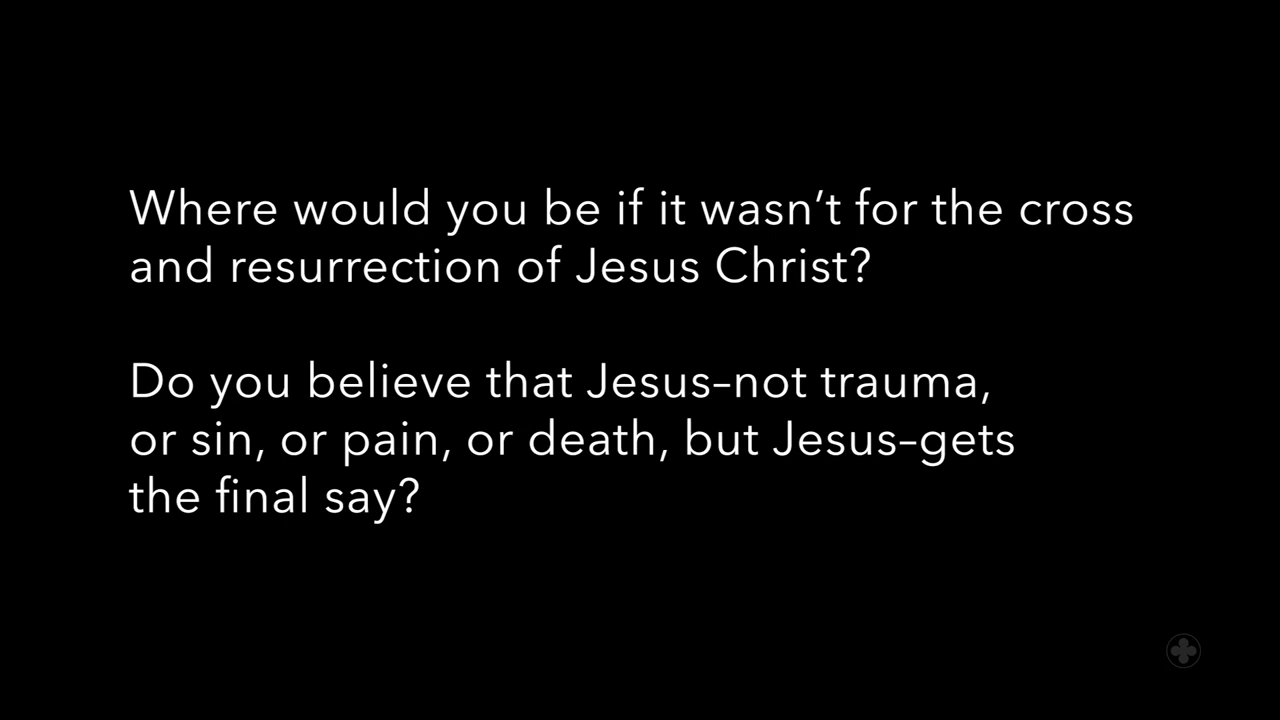 Where would you be if it wasn’t for the cross
and resurrection of Jesus Christ?
Do you believe that Jesus–not trauma,
or sin, or pain, or death, but Jesus–gets
the final say?